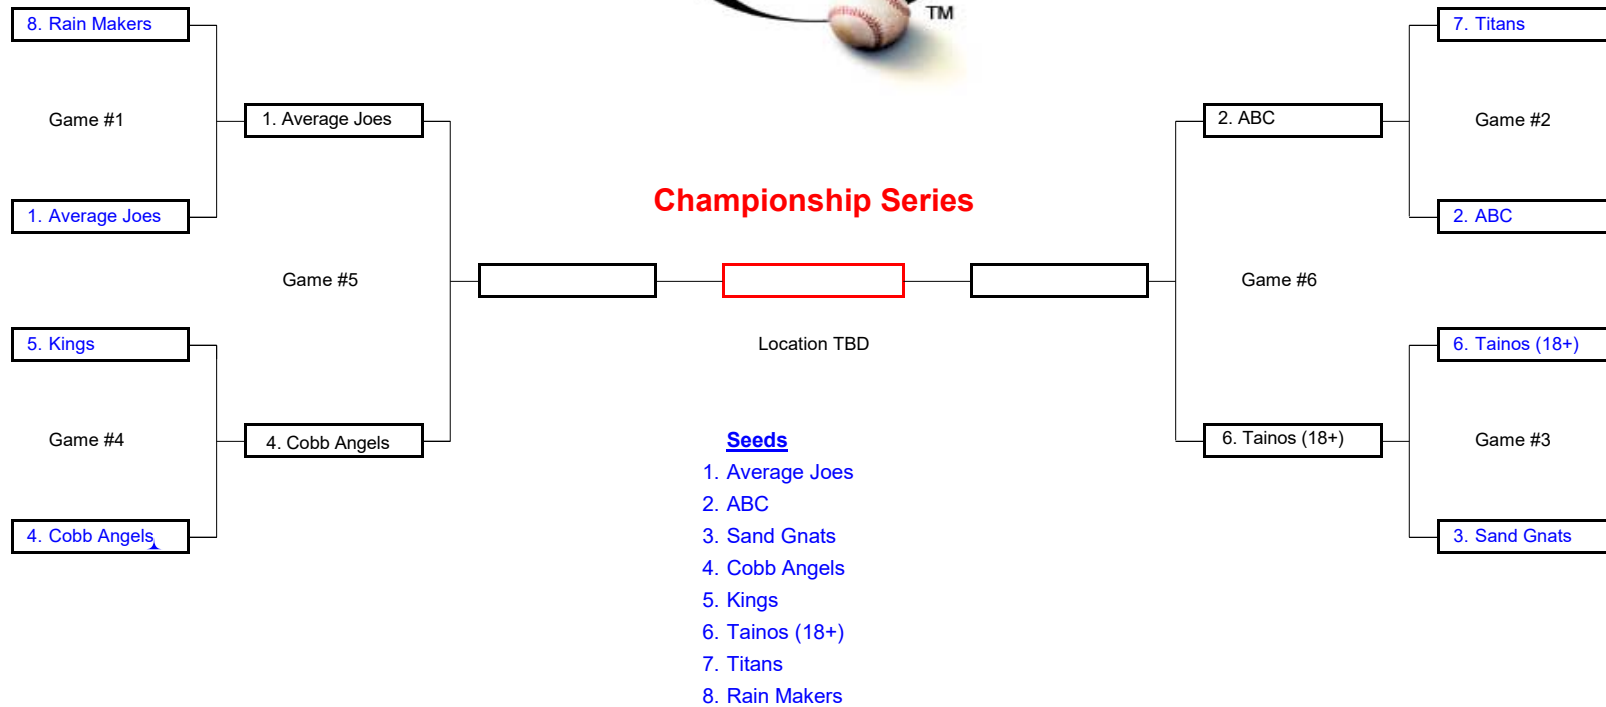 TM
8. Rain Makers
7. Titans
Game #1
1. Average Joes
2. ABC
Game #2
Championship Series
1. Average Joes
2. ABC
Game #5
Game #6
5. Kings
Location TBD
6. Tainos (18+)
Game #4
4. Cobb Angels
6. Tainos (18+)
Game #3
4. Cobb Angels
3. Sand Gnats
Seeds
1. Average Joes
2. ABC
3. Sand Gnats
4. Cobb Angels
5. Kings
6. Tainos (18+)
7. Titans
8. Rain Makers